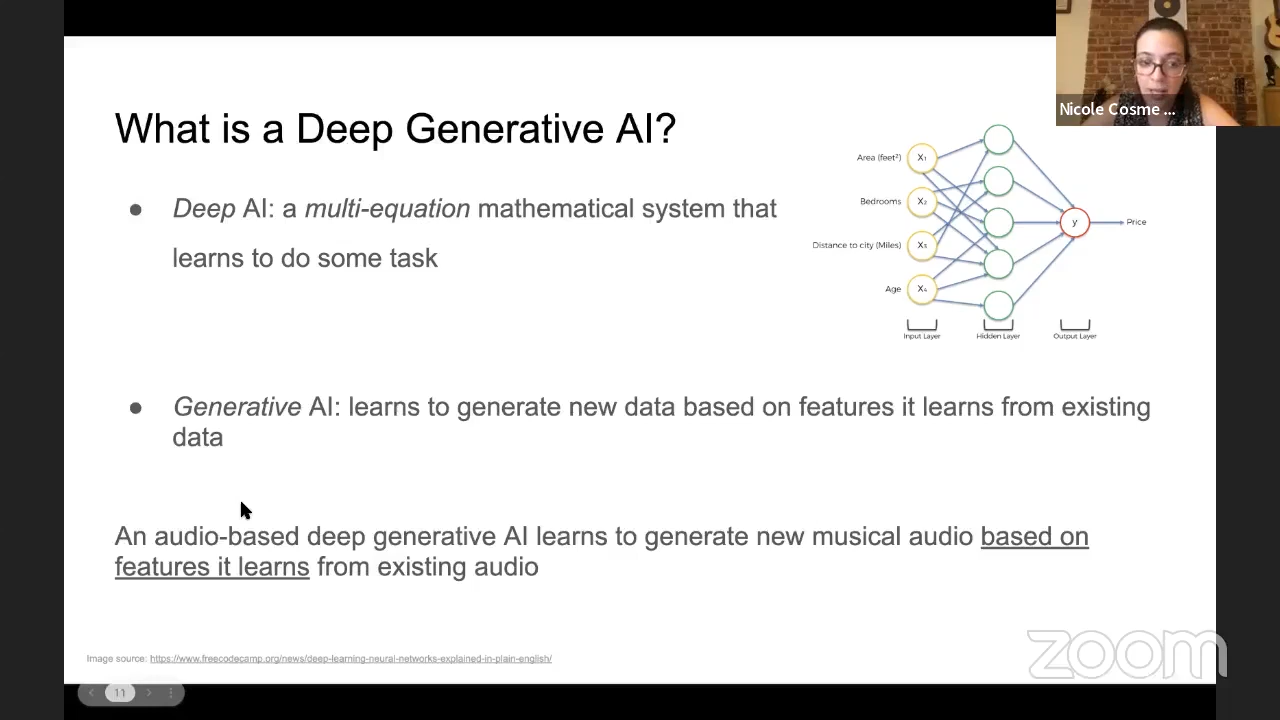 What is a Deep Generative AI?
Nicole Cosme ...
● Deep AI: a multi-equation mathematical system that
learns to do some task
Area (feet²) X₁
Bedrooms X₂
Distance to city (Miles) X₃
Age X₄
y Price
Input Layer Hidden Layer Output Layer
● Generative AI: learns to generate new data based on features it learns from existing
data
An audio-based deep generative AI learns to generate new musical audio based on
features it learns from existing audio
Image source: https://www.freecodecamp.org/news/deep-learning-neural-networks-explained-in-plain-english/
zoom
11